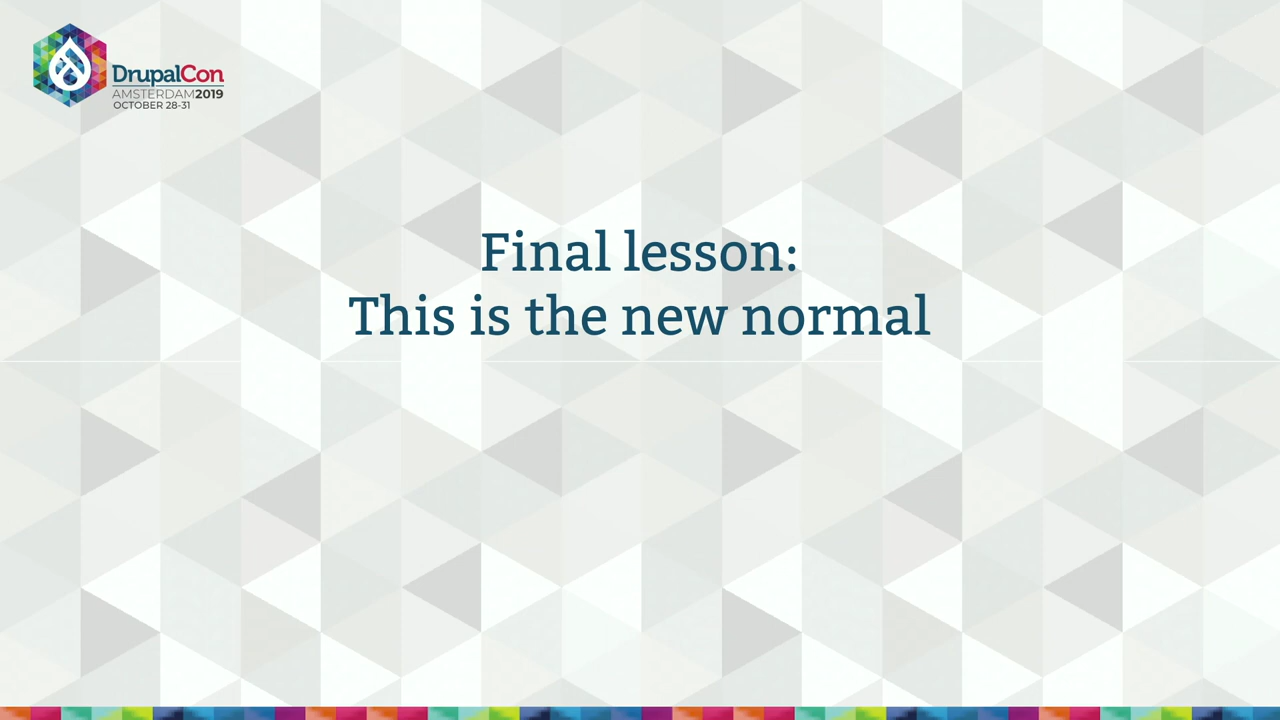 DrupalCon
AMSTERDAM2019
OCTOBER 28-31
Final lesson:
This is the new normal